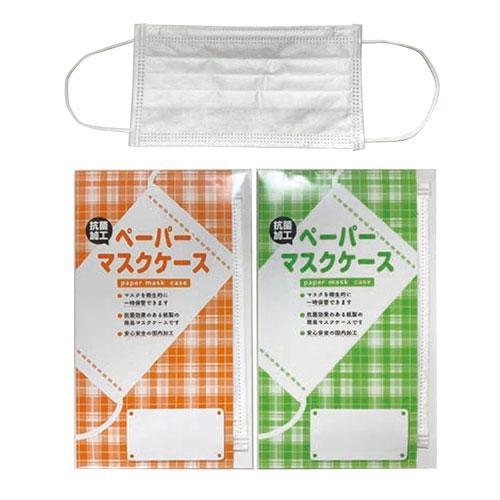 抗菌
加工
ペーパー
マスクケース
paper mask case
●マスクを衛生的に
一時保管できます
●抗菌効果のある紙製の
簡易マスクケースです
●安心安全の国内加工
抗菌
加工
ペーパー
マスクケース
paper mask case
●マスクを衛生的に
一時保管できます
●抗菌効果のある紙製の
簡易マスクケースです
●安心安全の国内加工